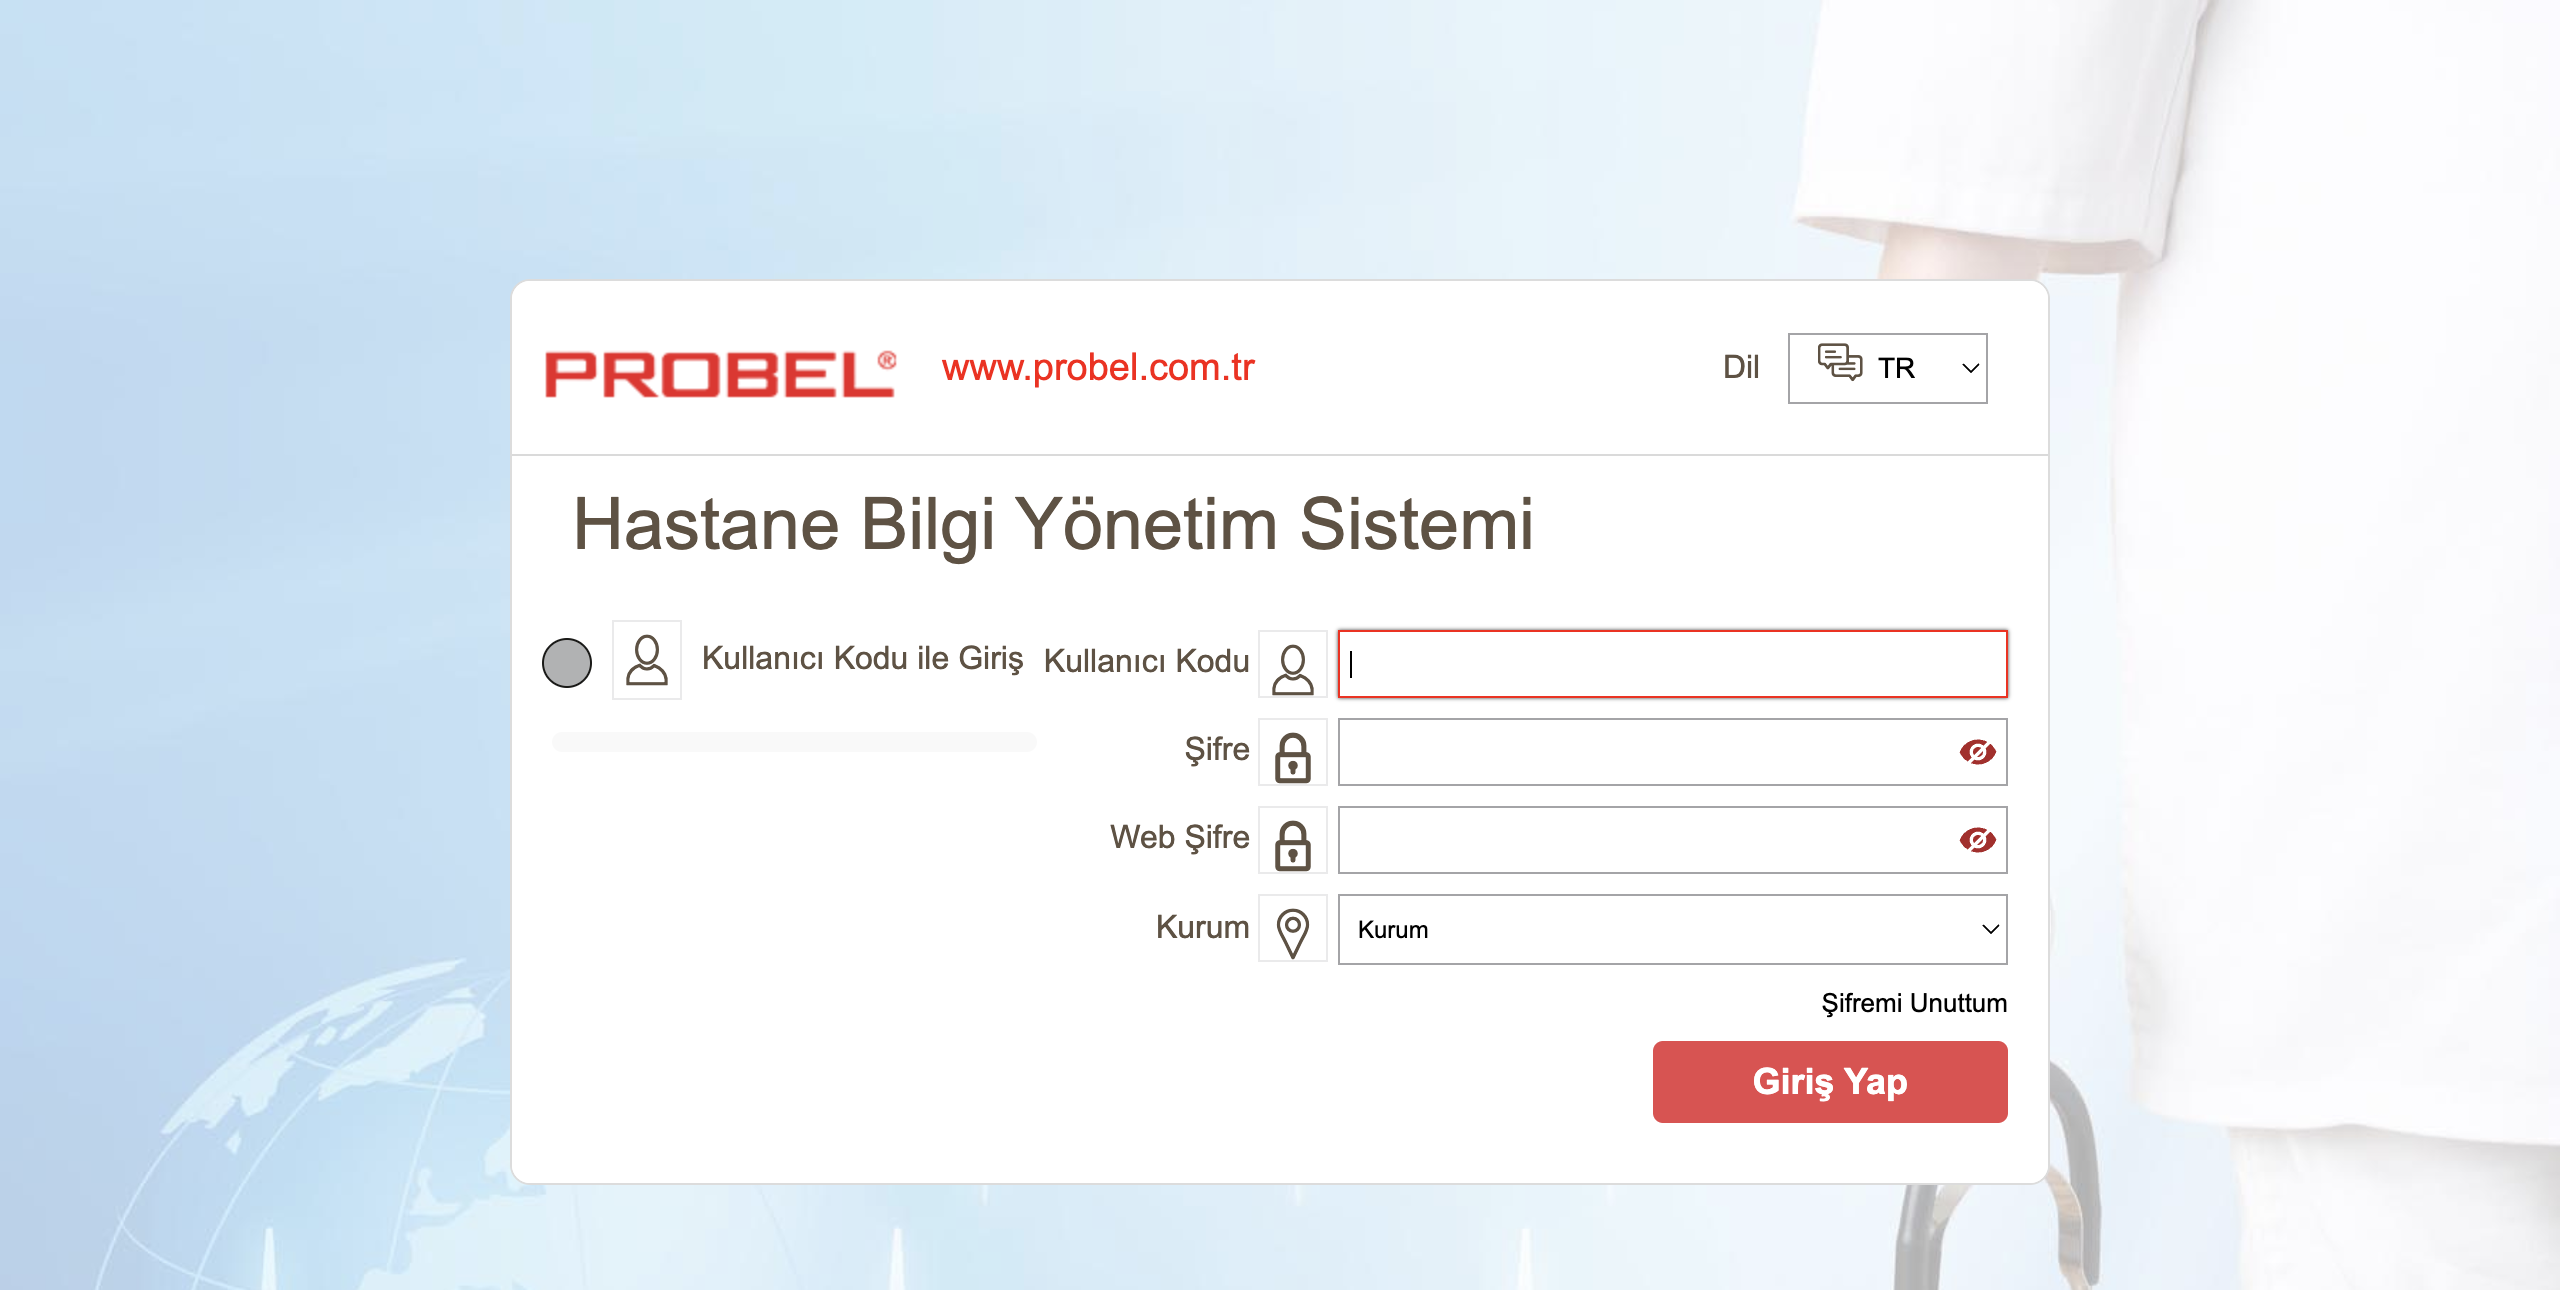 PROBEL® www.probel.com.tr Dil TR
Hastane Bilgi Yönetim Sistemi
Kullanıcı Kodu ile Giriş
Kullanıcı Kodu
Şifre
Web Şifre
Kurum Kurum
Şifremi Unuttum
Giriş Yap